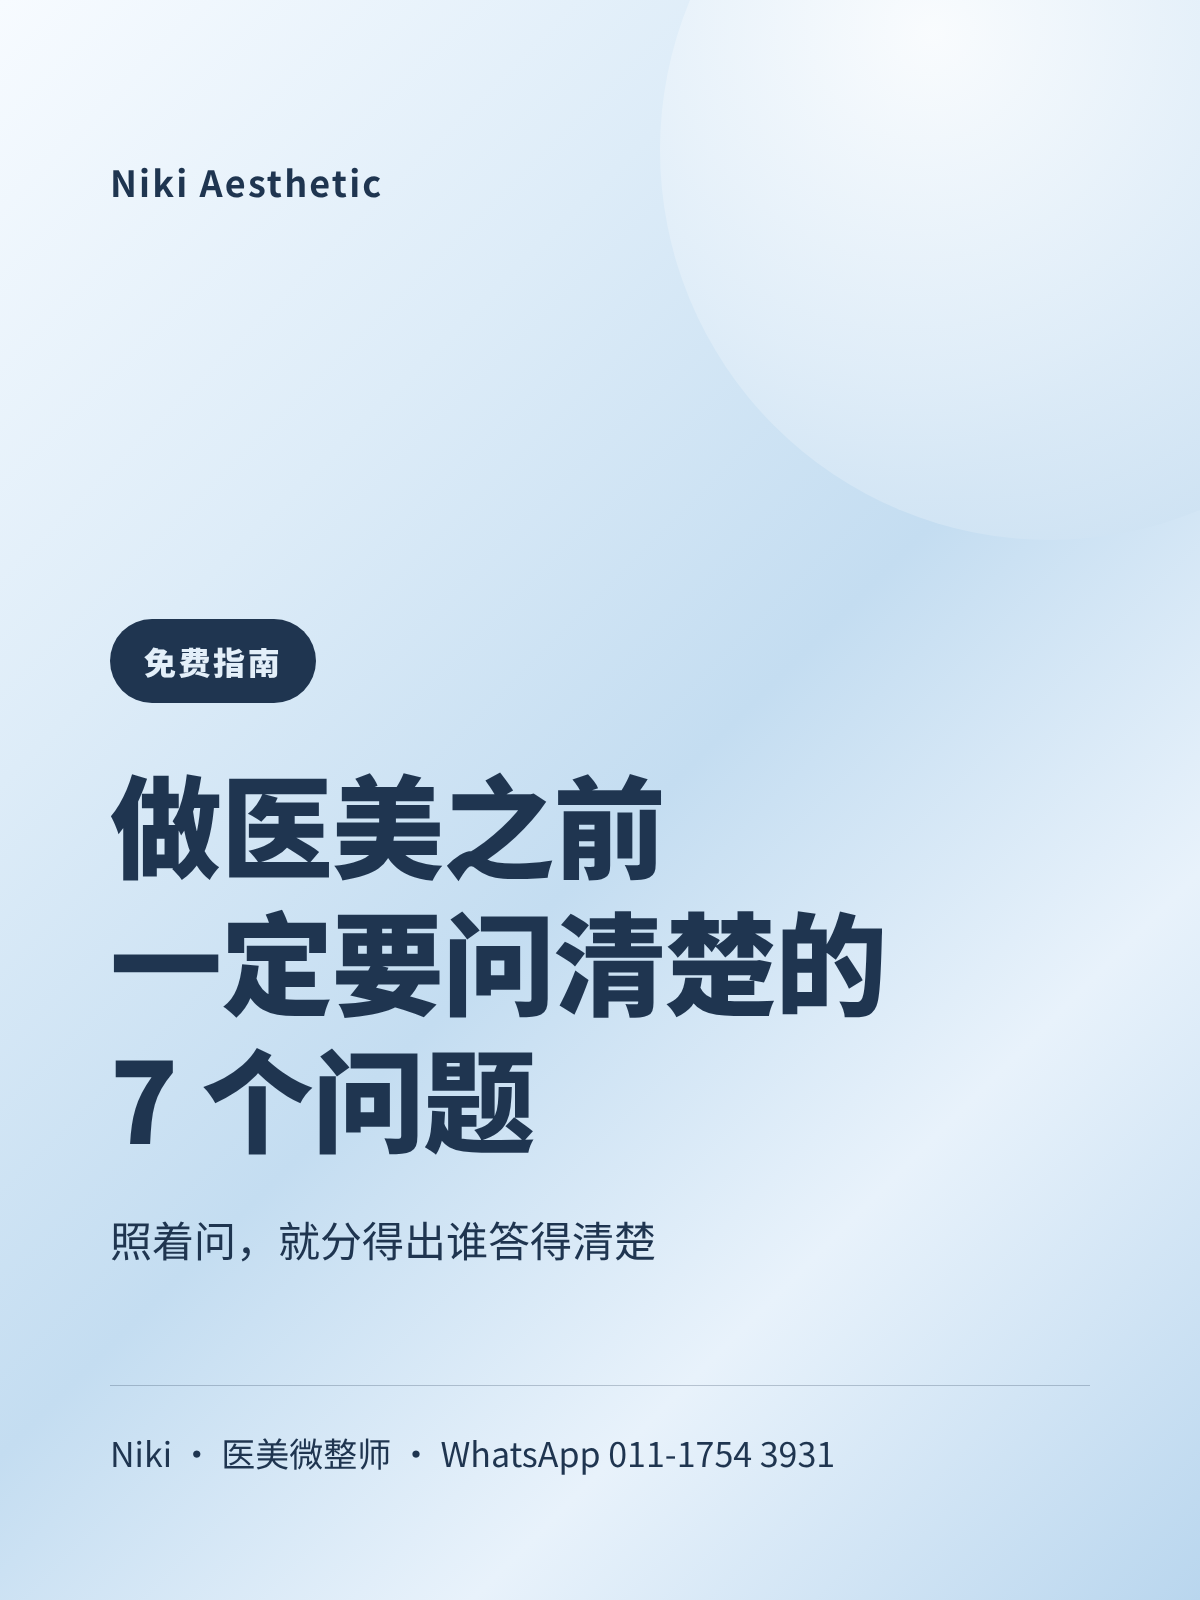 Niki Aesthetic
免费指南
做医美之前
一定要问清楚的
7 个问题
照着问，就分得出谁答得清楚
Niki • 医美微整师 • WhatsApp 011-1754 3931